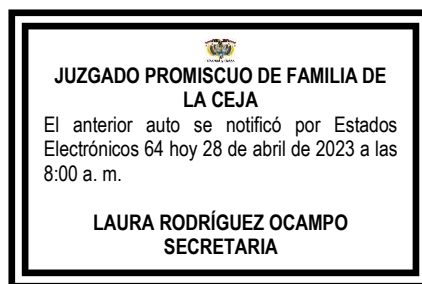 JUZGADO PROMISCUO DE FAMILIA DE
LA CEJA
El anterior auto se notificó por Estados
Electrónicos 64 hoy 28 de abril de 2023 a las
8:00 a. m.
LAURA RODRÍGUEZ OCAMPO
SECRETARIA